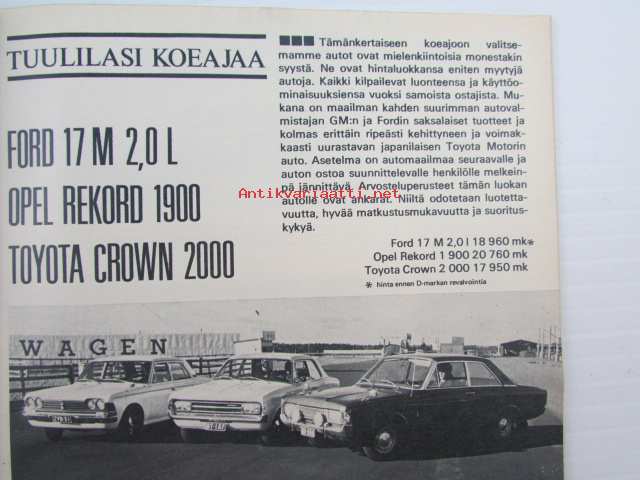 TUULILASI KOEAJAA
FORD 17 M 2,0 L
OPEL REKORD 1900
TOYOTA CROWN 2000
Tämänkertaiseen koeajoon valitse-
mamme autot ovat mielenkiintoisia monestakin
syystä. Ne ovat hintaluokkansa eniten myytyjä
autoja. Kaikki kilpailevat luonteensa ja käyttöo-
minaisuuksiensa vuoksi samoista ostajista. Mu-
kana on maailman kahden suurimman autoval-
mistajan GM:n ja Fordin saksalaiset tuotteet ja
kolmas erittäin ripeästi kehittyneen ja voimak-
kaasti uurastavan japanilaisen Toyota Motorin
auto. Asetelma on automaailmaa seuraavalle ja
auton ostoa suunnittelevalle henkilölle melkein-
pä jännittävä. Arvosteluperusteet tämän luokan
autoille ovat ankarat. Niiltä odotetaan luotetta-
vuutta, hyvää matkustusmukavuutta ja suoritus-
kykyä.
Antikvariaatti.net
Ford 17 M 2,0 l 18 960 mk*
Opel Rekord 1 900 20 760 mk
Toyota Crown 2 000 17 950 mk
* hinta ennen D-markan revalvointia
WAGEN